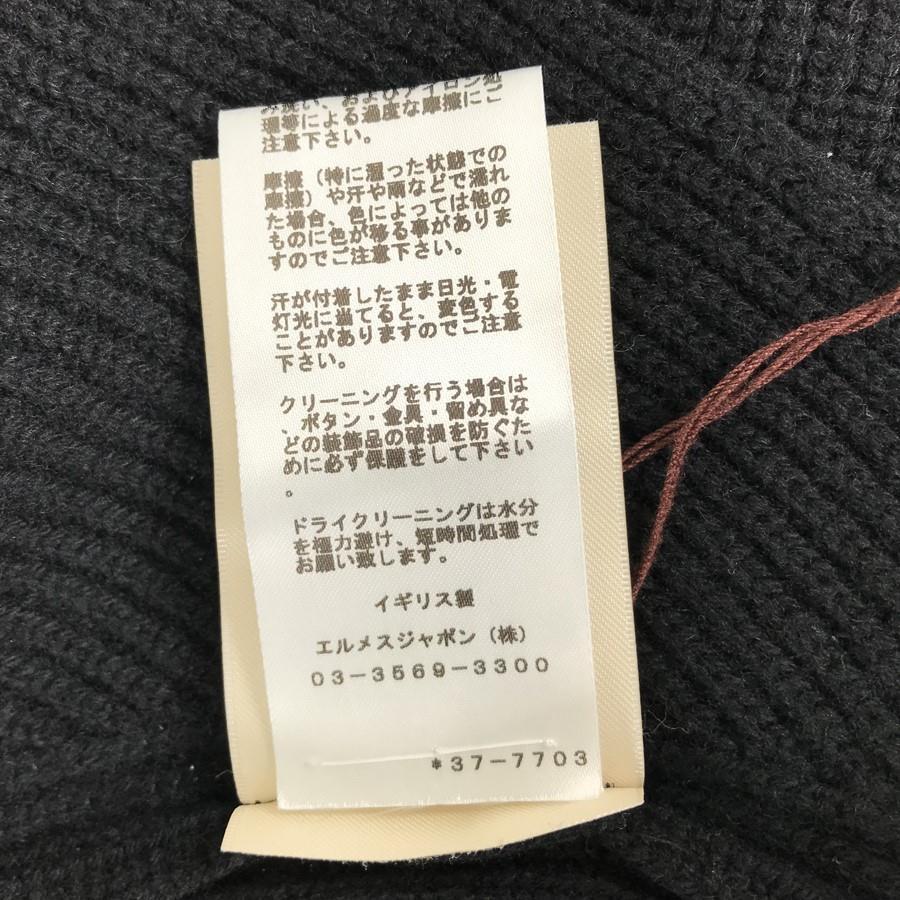 み洗い、およびアイロン処
理等による過度な摩擦にご
注意下さい。
摩擦（特に湿った状態での
摩擦）や汗や雨などで濡れ
た場合、色によっては他の
ものに色が移る事がありま
すのでご注意下さい。
汗が付着したまま日光・電
灯光に当てると、変色する
ことがありますのでご注意
下さい。
クリーニングを行う場合は
、ボタン・金具・留め具な
どの装飾品の破損を防ぐた
めに必ず保護をして下さい
。
ドライクリーニングは水分
を極力避け、短時間処理で
お願い致します。
イギリス製
エルメスジャポン（株）
03-3569-3300
*37-7703